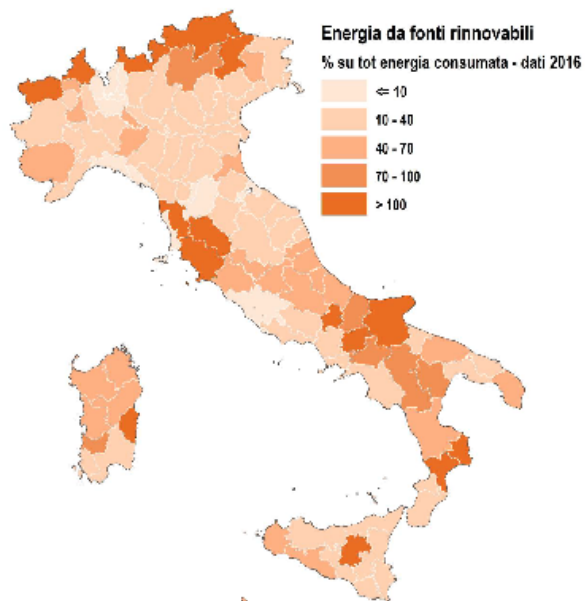 Energia da fonti rinnovabili
% su tot energia consumata - dati 2016
<= 10
10 - 40
40 - 70
70 - 100
> 100